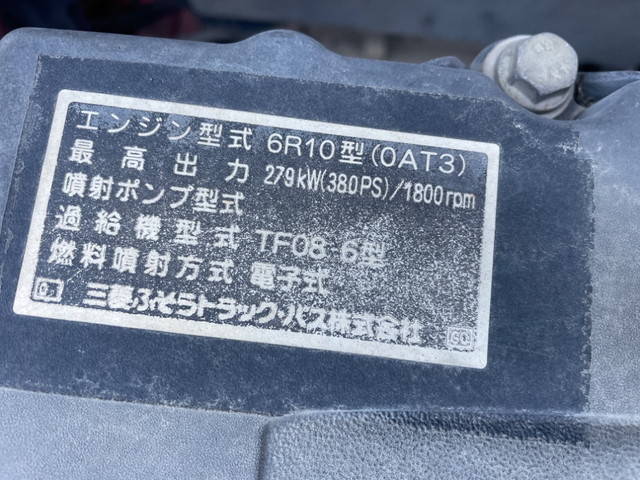 エンジン型式 6R10型(0AT3)
最高出力 279kW(380PS)/1800rpm
噴射ポンプ型式
過給機型式 TF08-6型
燃料噴射方式 電子式
三菱ふそうトラック・バス株式会社